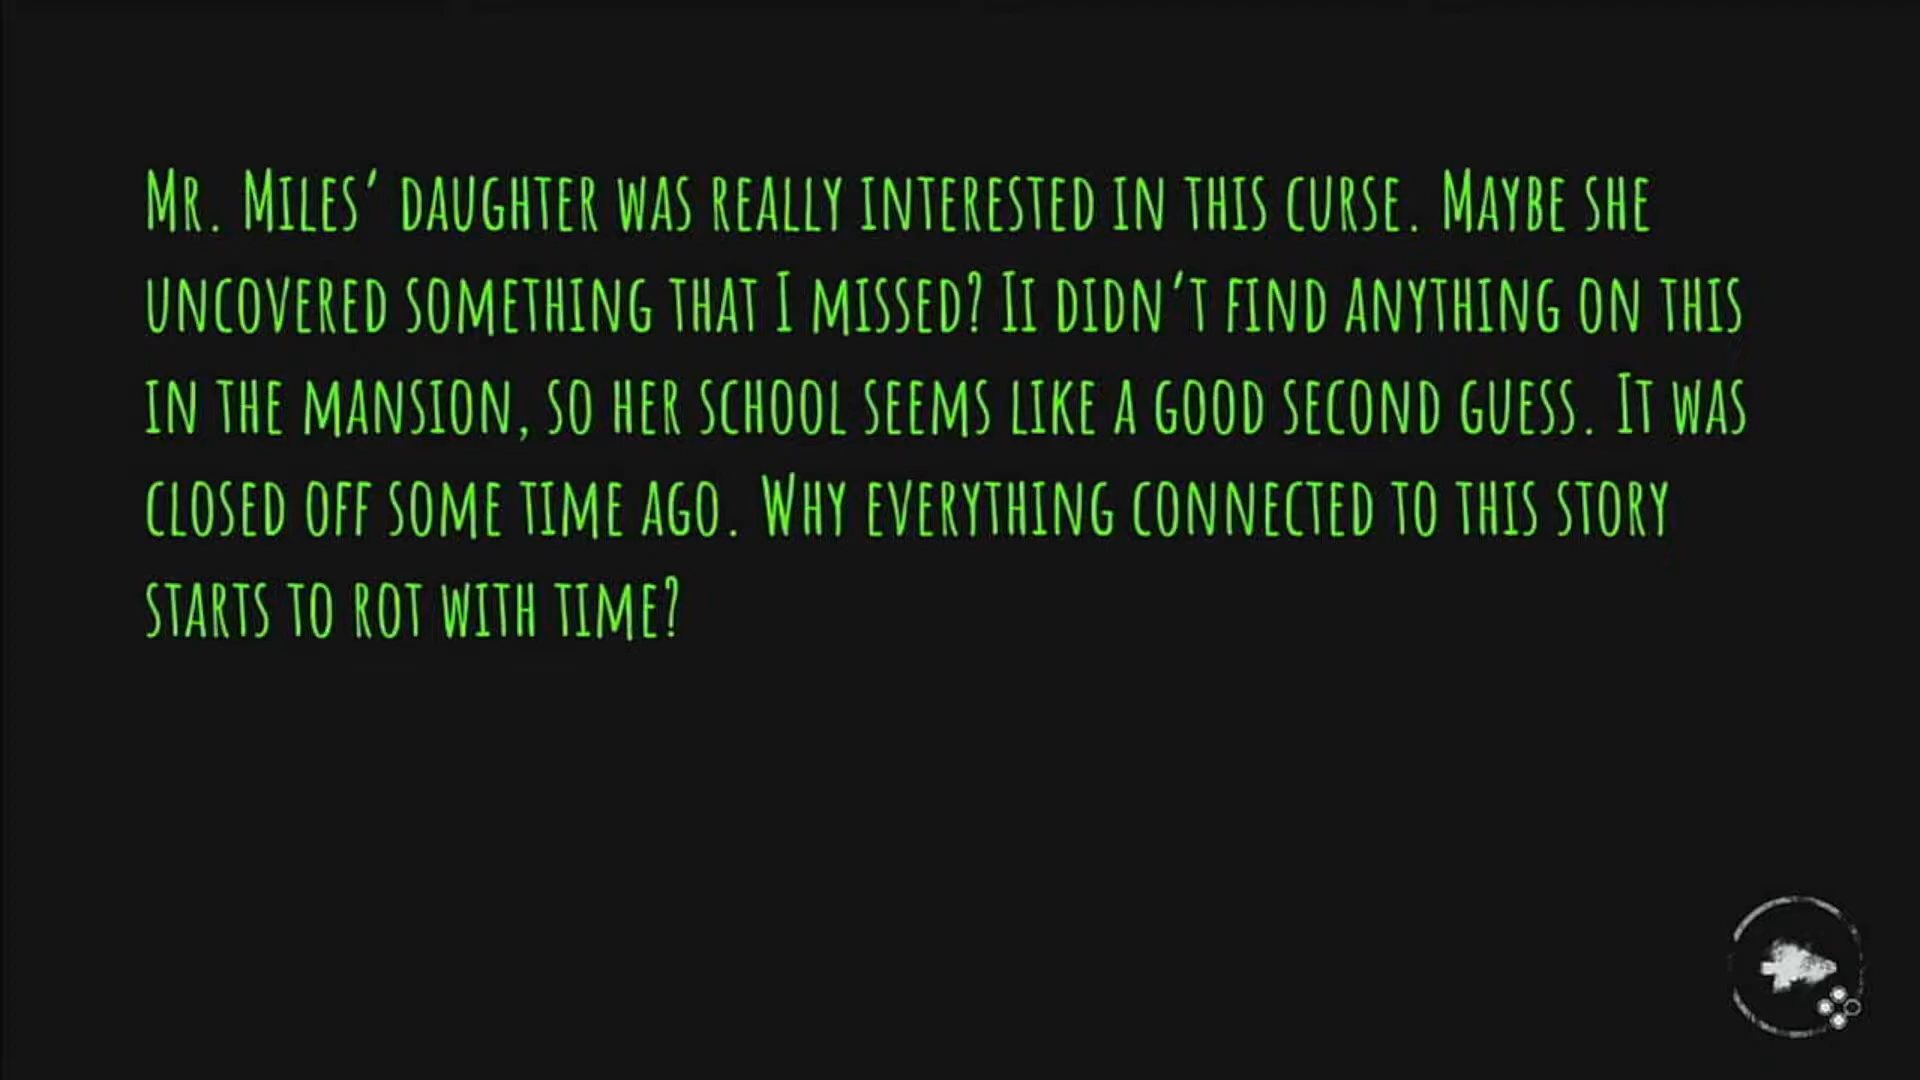 Mr. Miles' daughter was really interested in this curse. Maybe she
uncovered something that I missed? Ii didn't find anything on this
in the mansion, so her school seems like a good second guess. It was
closed off some time ago. Why everything connected to this story
starts to rot with time?